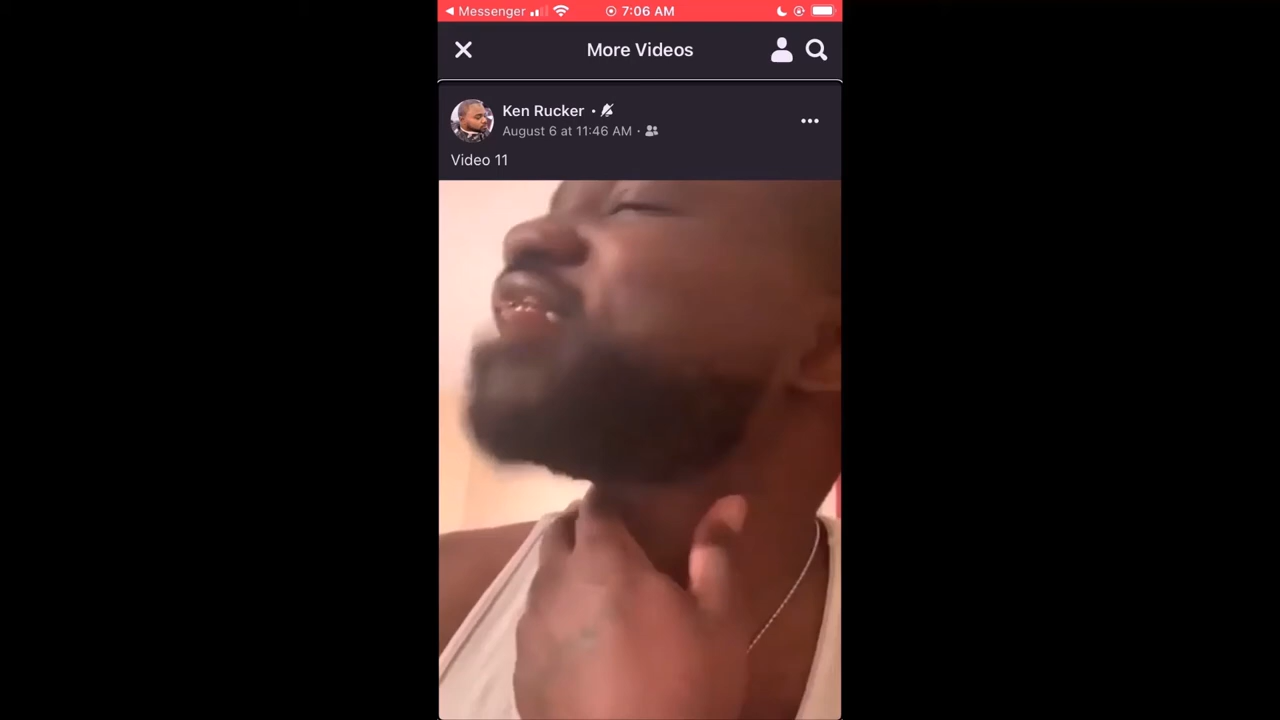 Messenger 7:06 AM
More Videos
Ken Rucker ·
August 6 at 11:46 AM ·
Video 11